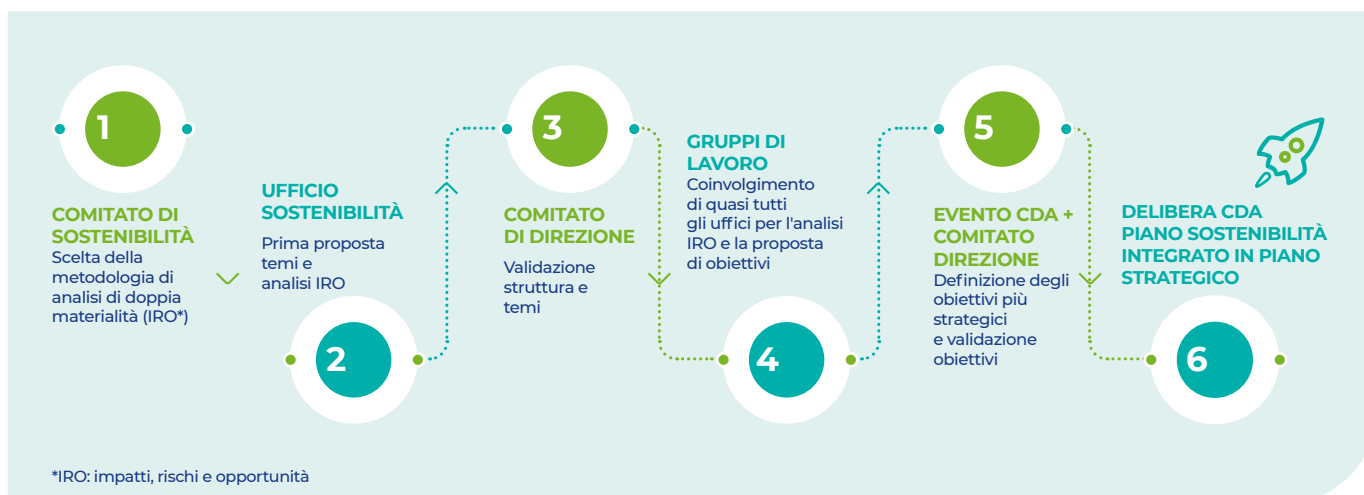 1
COMITATO DI
SOSTENIBILITÀ
Scelta della
metodologia di
analisi di doppia
materialità (IRO*)
UFFICIO
SOSTENIBILITÀ
Prima proposta
temi e
analisi IRO
2
3
COMITATO
DI DIREZIONE
Validazione
struttura e
temi
GRUPPI DI
LAVORO
Coinvolgimento
di quasi tutti
gli uffici per l'analisi
IRO e la proposta
di obiettivi
4
5
EVENTO CDA +
COMITATO
DIREZIONE
Definizione degli
obiettivi più
strategici
e validazione
obiettivi
DELIBERA CDA
PIANO SOSTENIBILITÀ
INTEGRATO IN PIANO
STRATEGICO
6
*IRO: impatti, rischi e opportunità